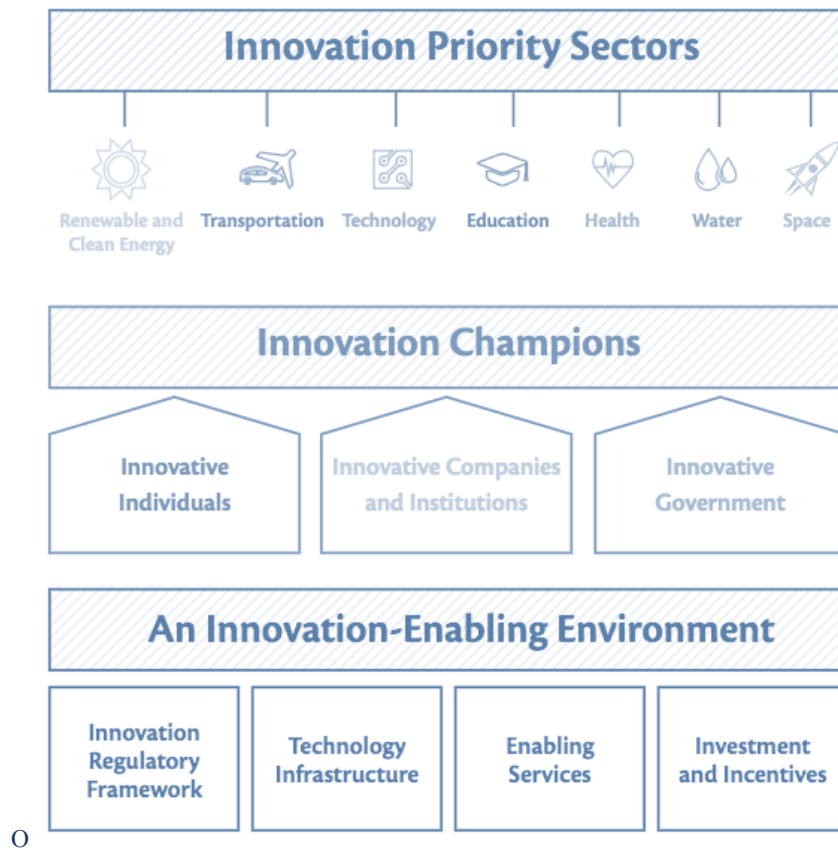 Innovation Priority Sectors
Renewable and
Clean Energy
Transportation
Technology
Education
Health
Water
Space
Innovation Champions
Innovative
Individuals
Innovative Companies
and Institutions
Innovative
Government
An Innovation-Enabling Environment
Innovation
Regulatory
Framework
Technology
Infrastructure
Enabling
Services
Investment
and Incentives
O